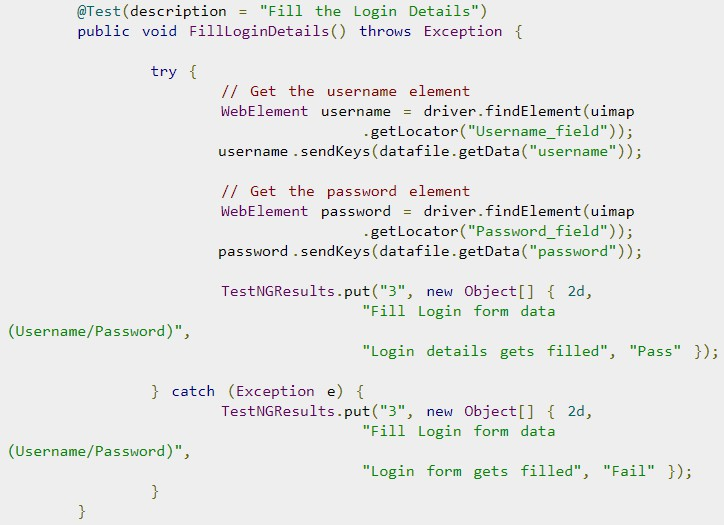 @Test(description = "Fill the Login Details")
public void FillLoginDetails() throws Exception {
try {
// Get the username element
WebElement username = driver.findElement(uimap
.getLocator("Username_field"));
username.sendKeys(datafile.getData("username"));
// Get the password element
WebElement password = driver.findElement(uimap
.getLocator("Password_field"));
password.sendKeys(datafile.getData("password"));
TestNGResults.put("3", new Object[] { 2d,
"Fill Login form data
(Username/Password)",
"Login details gets filled", "Pass" });
} catch (Exception e) {
TestNGResults.put("3", new Object[] { 2d,
"Fill Login form data
(Username/Password)",
"Login form gets filled", "Fail" });
}
}